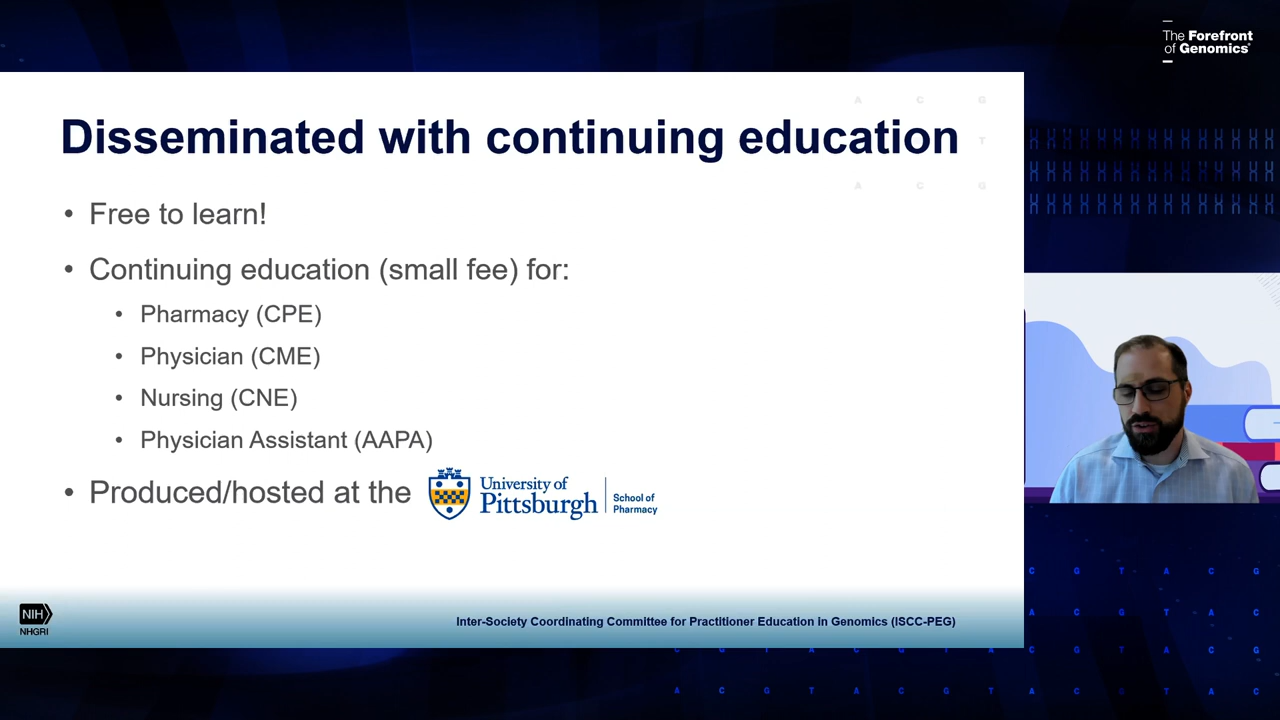 The Forefront
of Genomics®
Disseminated with continuing education
A C G
T
A C G
• Free to learn!
• Continuing education (small fee) for:
• Pharmacy (CPE)
• Physician (CME)
• Nursing (CNE)
• Physician Assistant (AAPA)
• Produced/hosted at the
University of
Pittsburgh
School of
Pharmacy
NIH
NHGRI
Inter-Society Coordinating Committee for Practitioner Education in Genomics (ISCC-PEG)
C G T A C G
A C G T A C
C G T A C G T A C G T A C G
A C G T A C G T A C G T A C